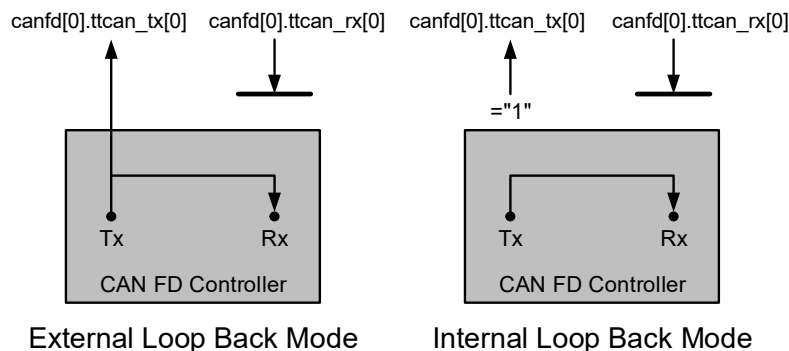 canfd[0].ttcan_tx[0] canfd[0].ttcan_rx[0] canfd[0].ttcan_tx[0] canfd[0].ttcan_rx[0]
="1"
Tx Rx Tx Rx
CAN FD Controller CAN FD Controller
External Loop Back Mode Internal Loop Back Mode